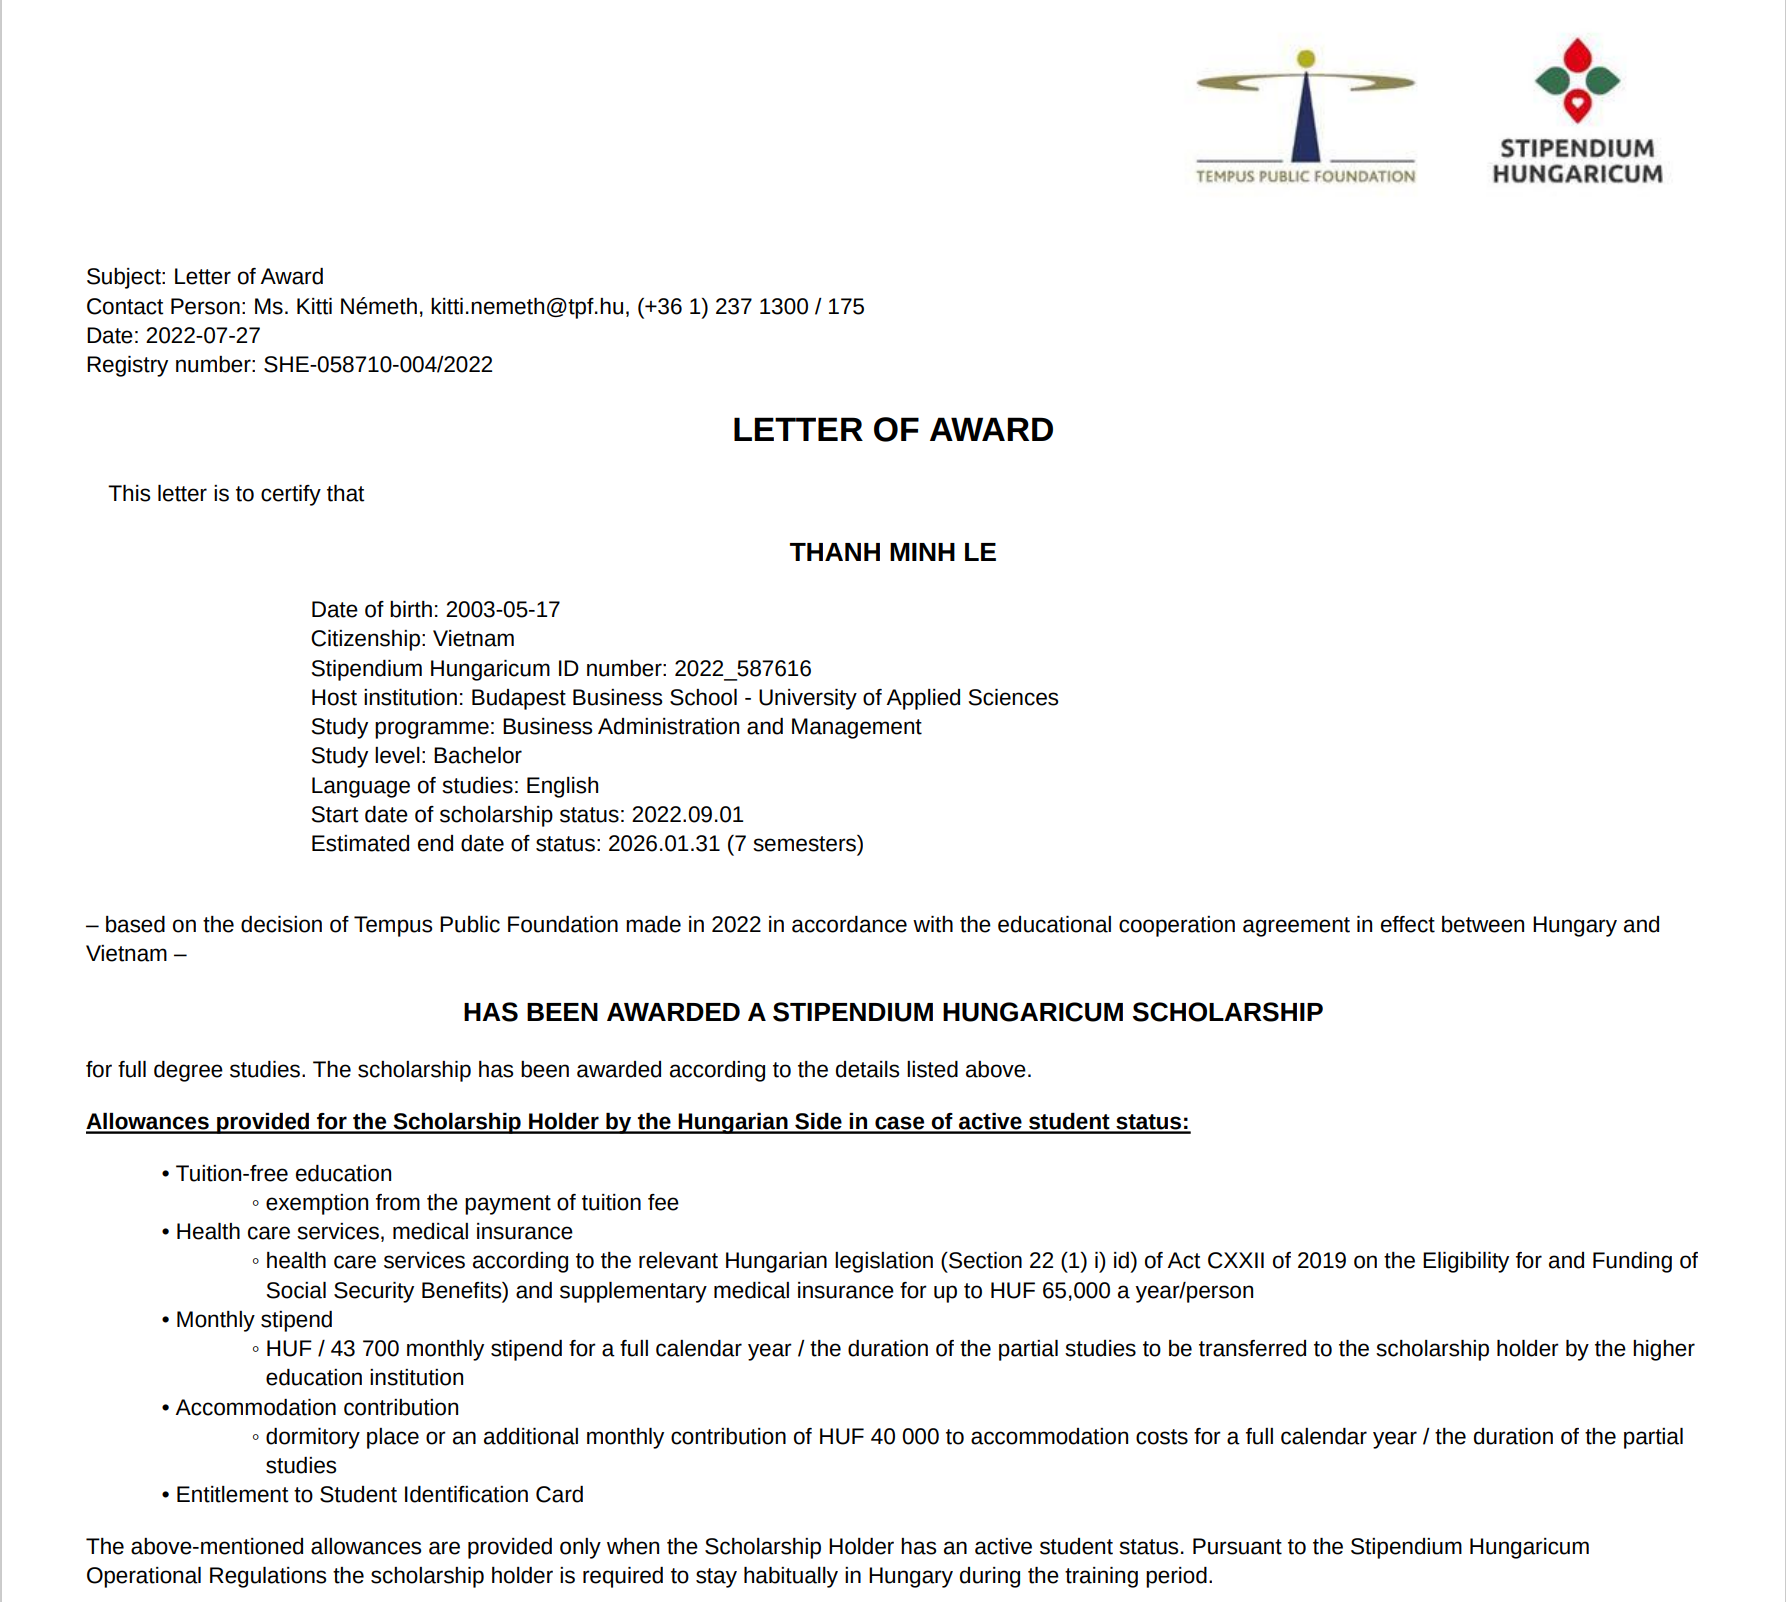 TEMPUS PUBLIC FOUNDATION
STIPENDIUM
HUNGARICUM
Subject: Letter of Award
Contact Person: Ms. Kitti Németh, kitti.nemeth@tpf.hu, (+36 1) 237 1300 / 175
Date: 2022-07-27
Registry number: SHE-058710-004/2022
LETTER OF AWARD
This letter is to certify that
THANH MINH LE
Date of birth: 2003-05-17
Citizenship: Vietnam
Stipendium Hungaricum ID number: 2022_587616
Host institution: Budapest Business School - University of Applied Sciences
Study programme: Business Administration and Management
Study level: Bachelor
Language of studies: English
Start date of scholarship status: 2022.09.01
Estimated end date of status: 2026.01.31 (7 semesters)
– based on the decision of Tempus Public Foundation made in 2022 in accordance with the educational cooperation agreement in effect between Hungary and
Vietnam –
HAS BEEN AWARDED A STIPENDIUM HUNGARICUM SCHOLARSHIP
for full degree studies. The scholarship has been awarded according to the details listed above.
Allowances provided for the Scholarship Holder by the Hungarian Side in case of active student status:
• Tuition-free education
◦ exemption from the payment of tuition fee
• Health care services, medical insurance
◦ health care services according to the relevant Hungarian legislation (Section 22 (1) i) id) of Act CXXII of 2019 on the Eligibility for and Funding of
Social Security Benefits) and supplementary medical insurance for up to HUF 65,000 a year/person
• Monthly stipend
◦ HUF / 43 700 monthly stipend for a full calendar year / the duration of the partial studies to be transferred to the scholarship holder by the higher
education institution
• Accommodation contribution
◦ dormitory place or an additional monthly contribution of HUF 40 000 to accommodation costs for a full calendar year / the duration of the partial
studies
• Entitlement to Student Identification Card
The above-mentioned allowances are provided only when the Scholarship Holder has an active student status. Pursuant to the Stipendium Hungaricum
Operational Regulations the scholarship holder is required to stay habitually in Hungary during the training period.